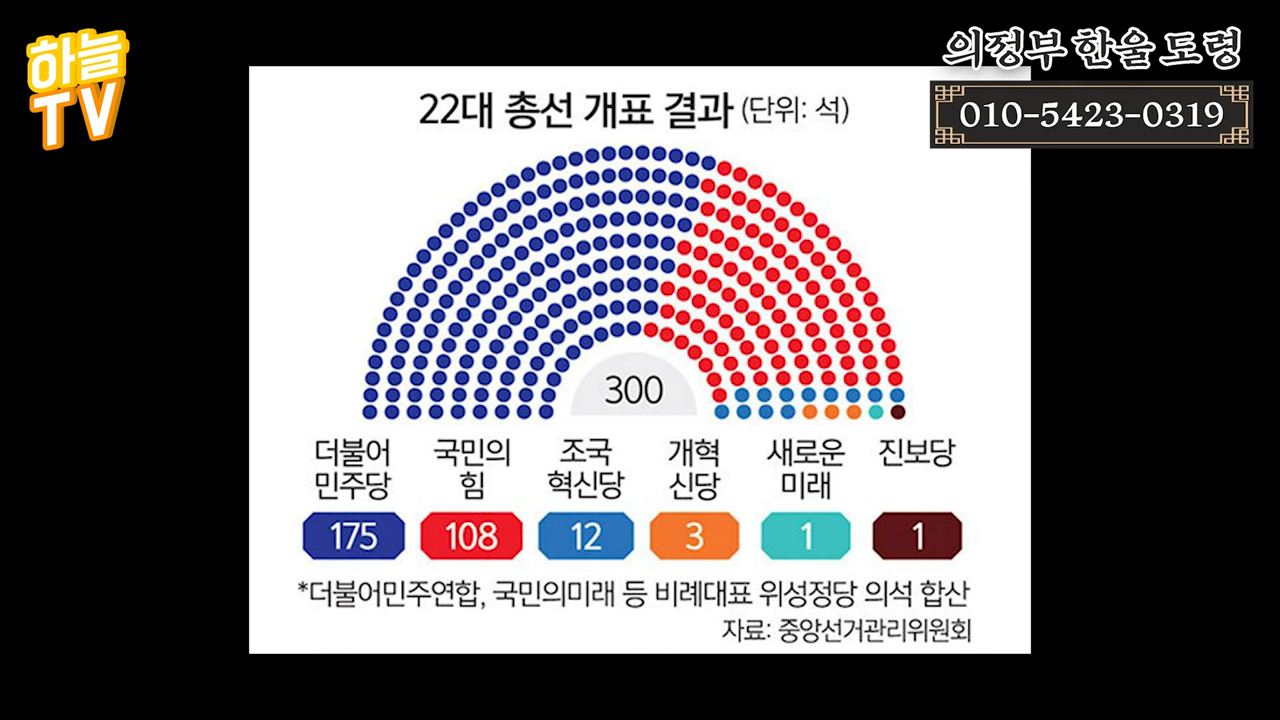 하늘
TV
의정부 한울 도령
010-5423-0319
22대 총선 개표 결과 (단위: 석)
300
더불어
민주당
국민의
힘
조국
혁신당
개혁
신당
새로운
미래
진보당
175
108
12
3
1
1
*더불어민주연합, 국민의미래 등 비례대표 위성정당 의석 합산
자료: 중앙선거관리위원회